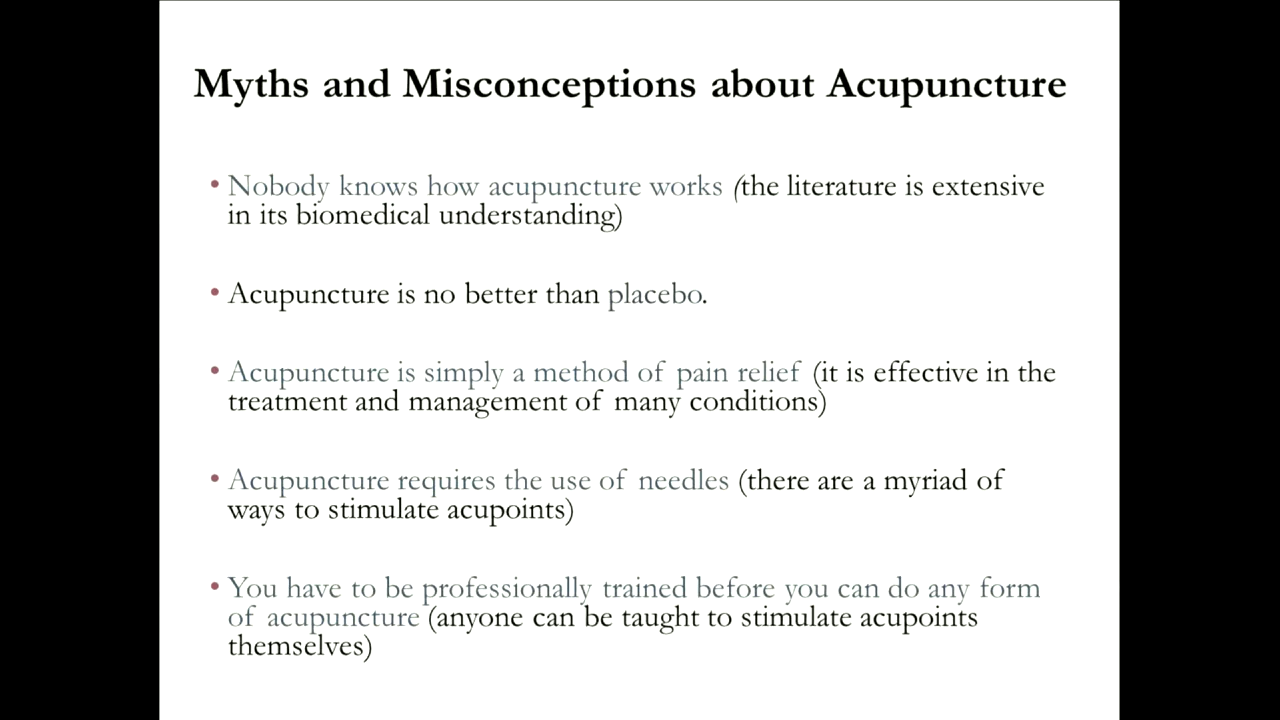 Myths and Misconceptions about Acupuncture
• Nobody knows how acupuncture works (the literature is extensive
in its biomedical understanding)
• Acupuncture is no better than placebo.
• Acupuncture is simply a method of pain relief (it is effective in the
treatment and management of many conditions)
• Acupuncture requires the use of needles (there are a myriad of
ways to stimulate acupoints)
• You have to be professionally trained before you can do any form
of acupuncture (anyone can be taught to stimulate acupoints
themselves)